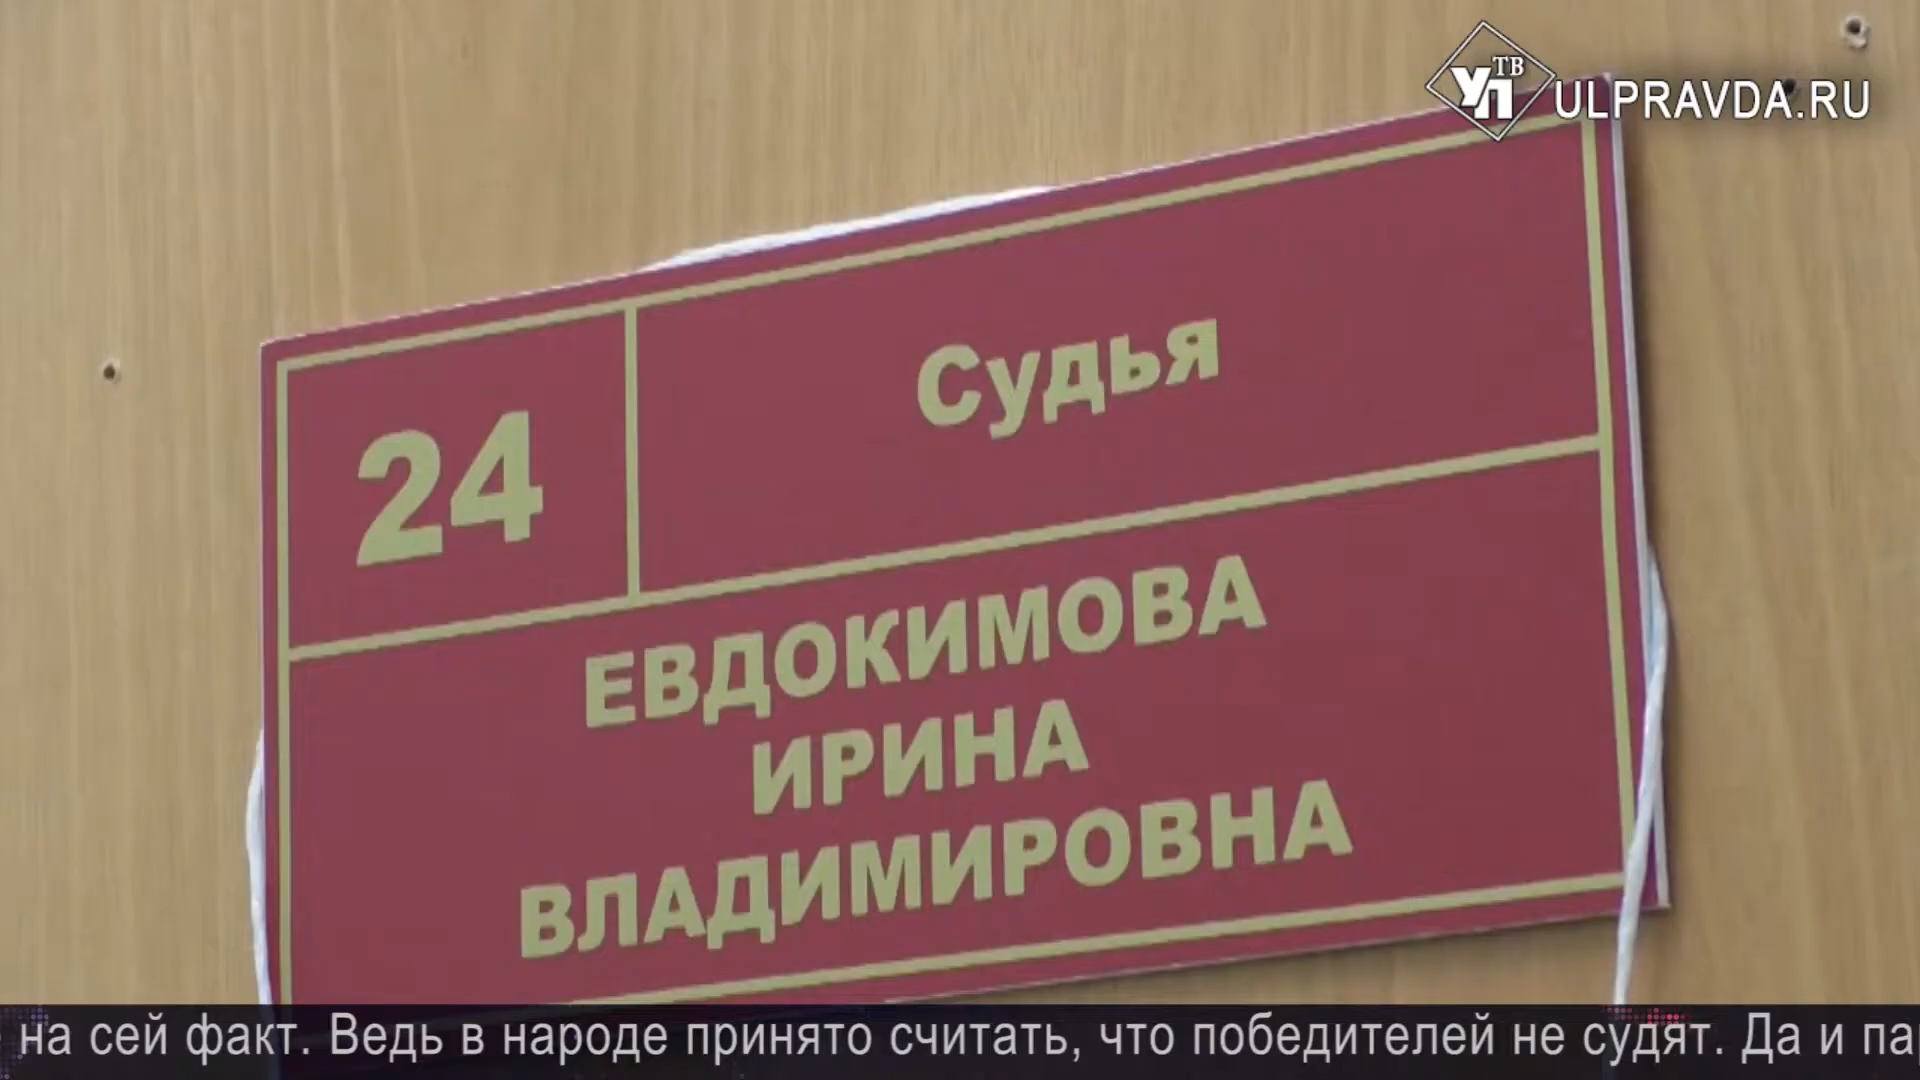 УП ТВ ULPRAVDA.RU
24
Судья
ЕВДОКИМОВА
ИРИНА
ВЛАДИМИРОВНА
на сей факт. Ведь в народе принято считать, что победителей не судят. Да и па